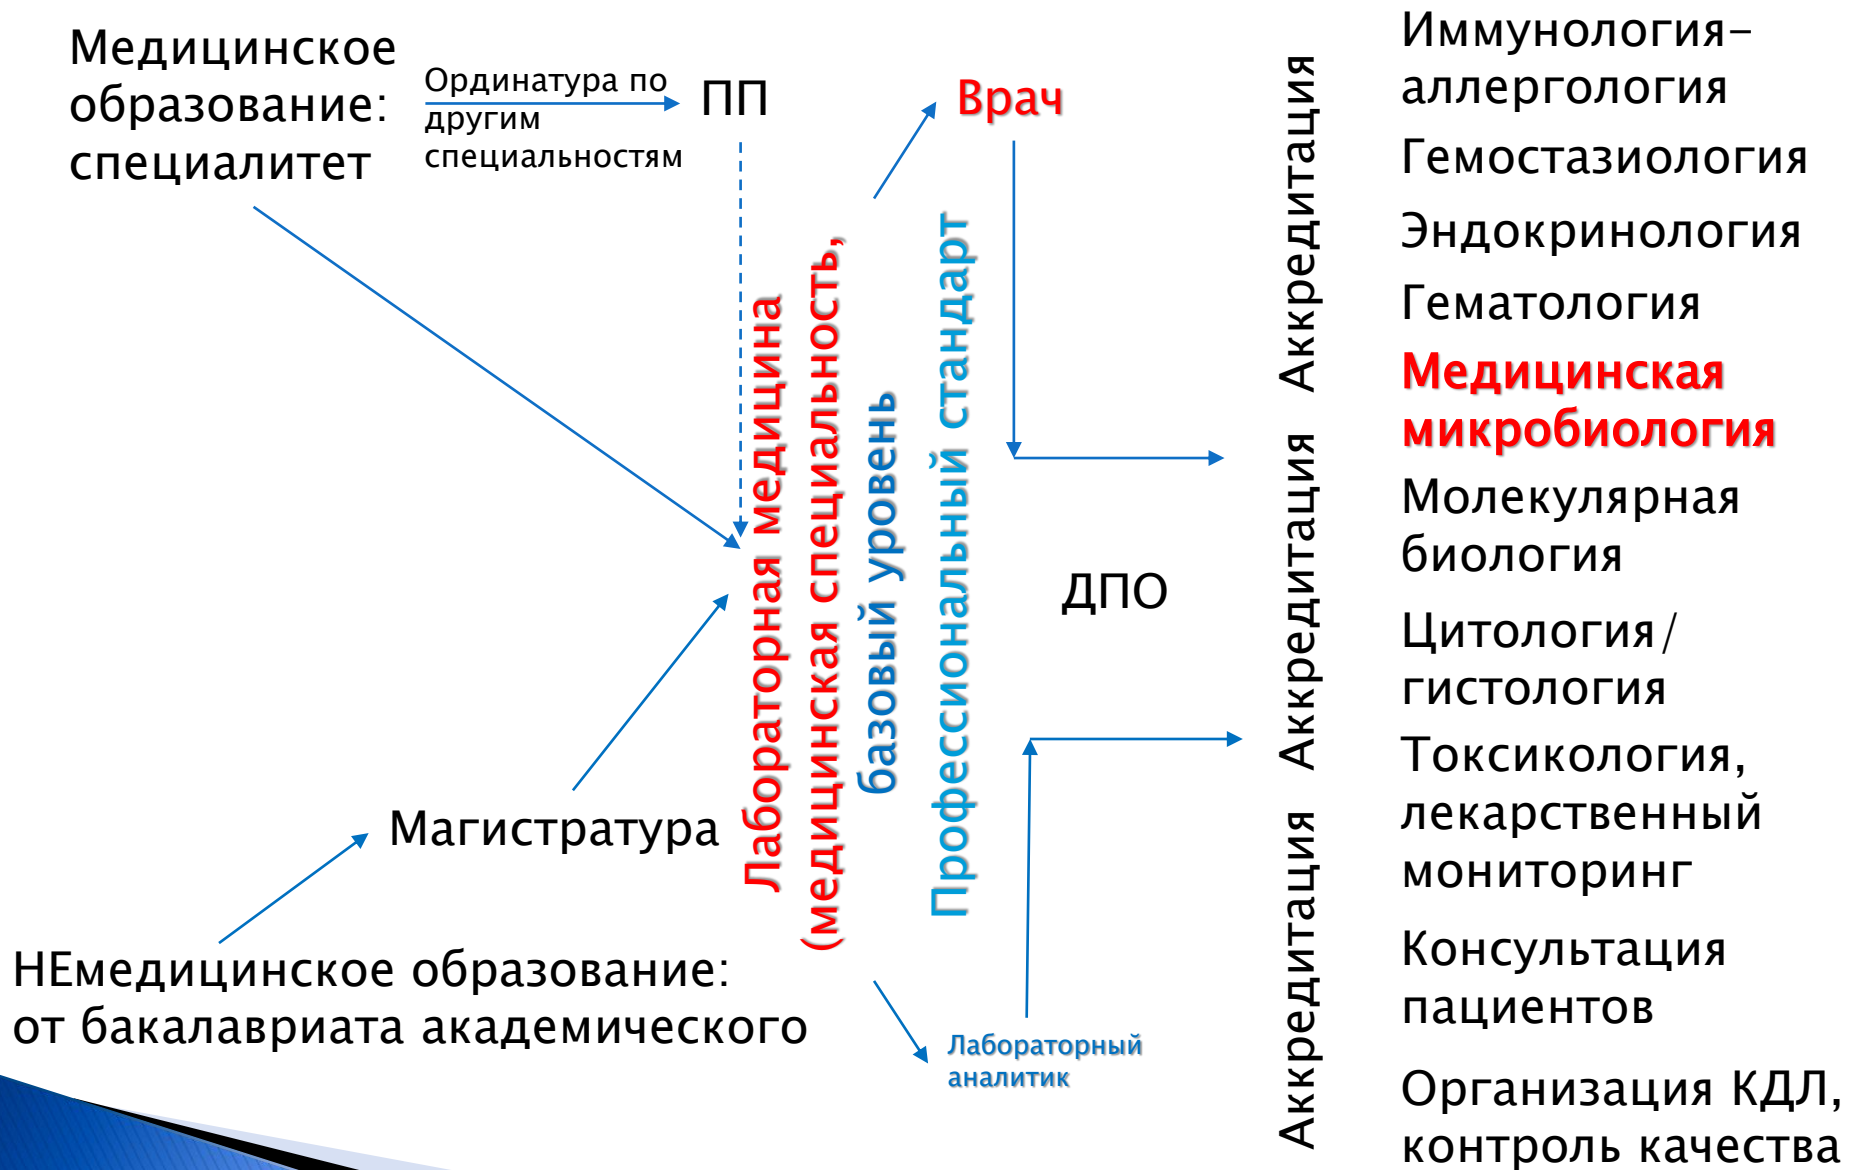 Медицинское
образование:
специалитет
Ординатура по
другим
специальностям
ПП
Врач
Лабораторная медицина
(медицинская специальность,
базовый уровень
Профессиональный стандарт
ДПО
Магистратура
НЕмедицинское образование:
от бакалавриата академического
Лабораторный
аналитик
Аккредитация
Аккредитация
Аккредитация
Иммунология-
аллергология
Гемостазиология
Эндокринология
Гематология
Медицинская
микробиология
Молекулярная
биология
Цитология/
гистология
Токсикология,
лекарственный
мониторинг
Консультация
пациентов
Организация КДЛ,
контроль качества